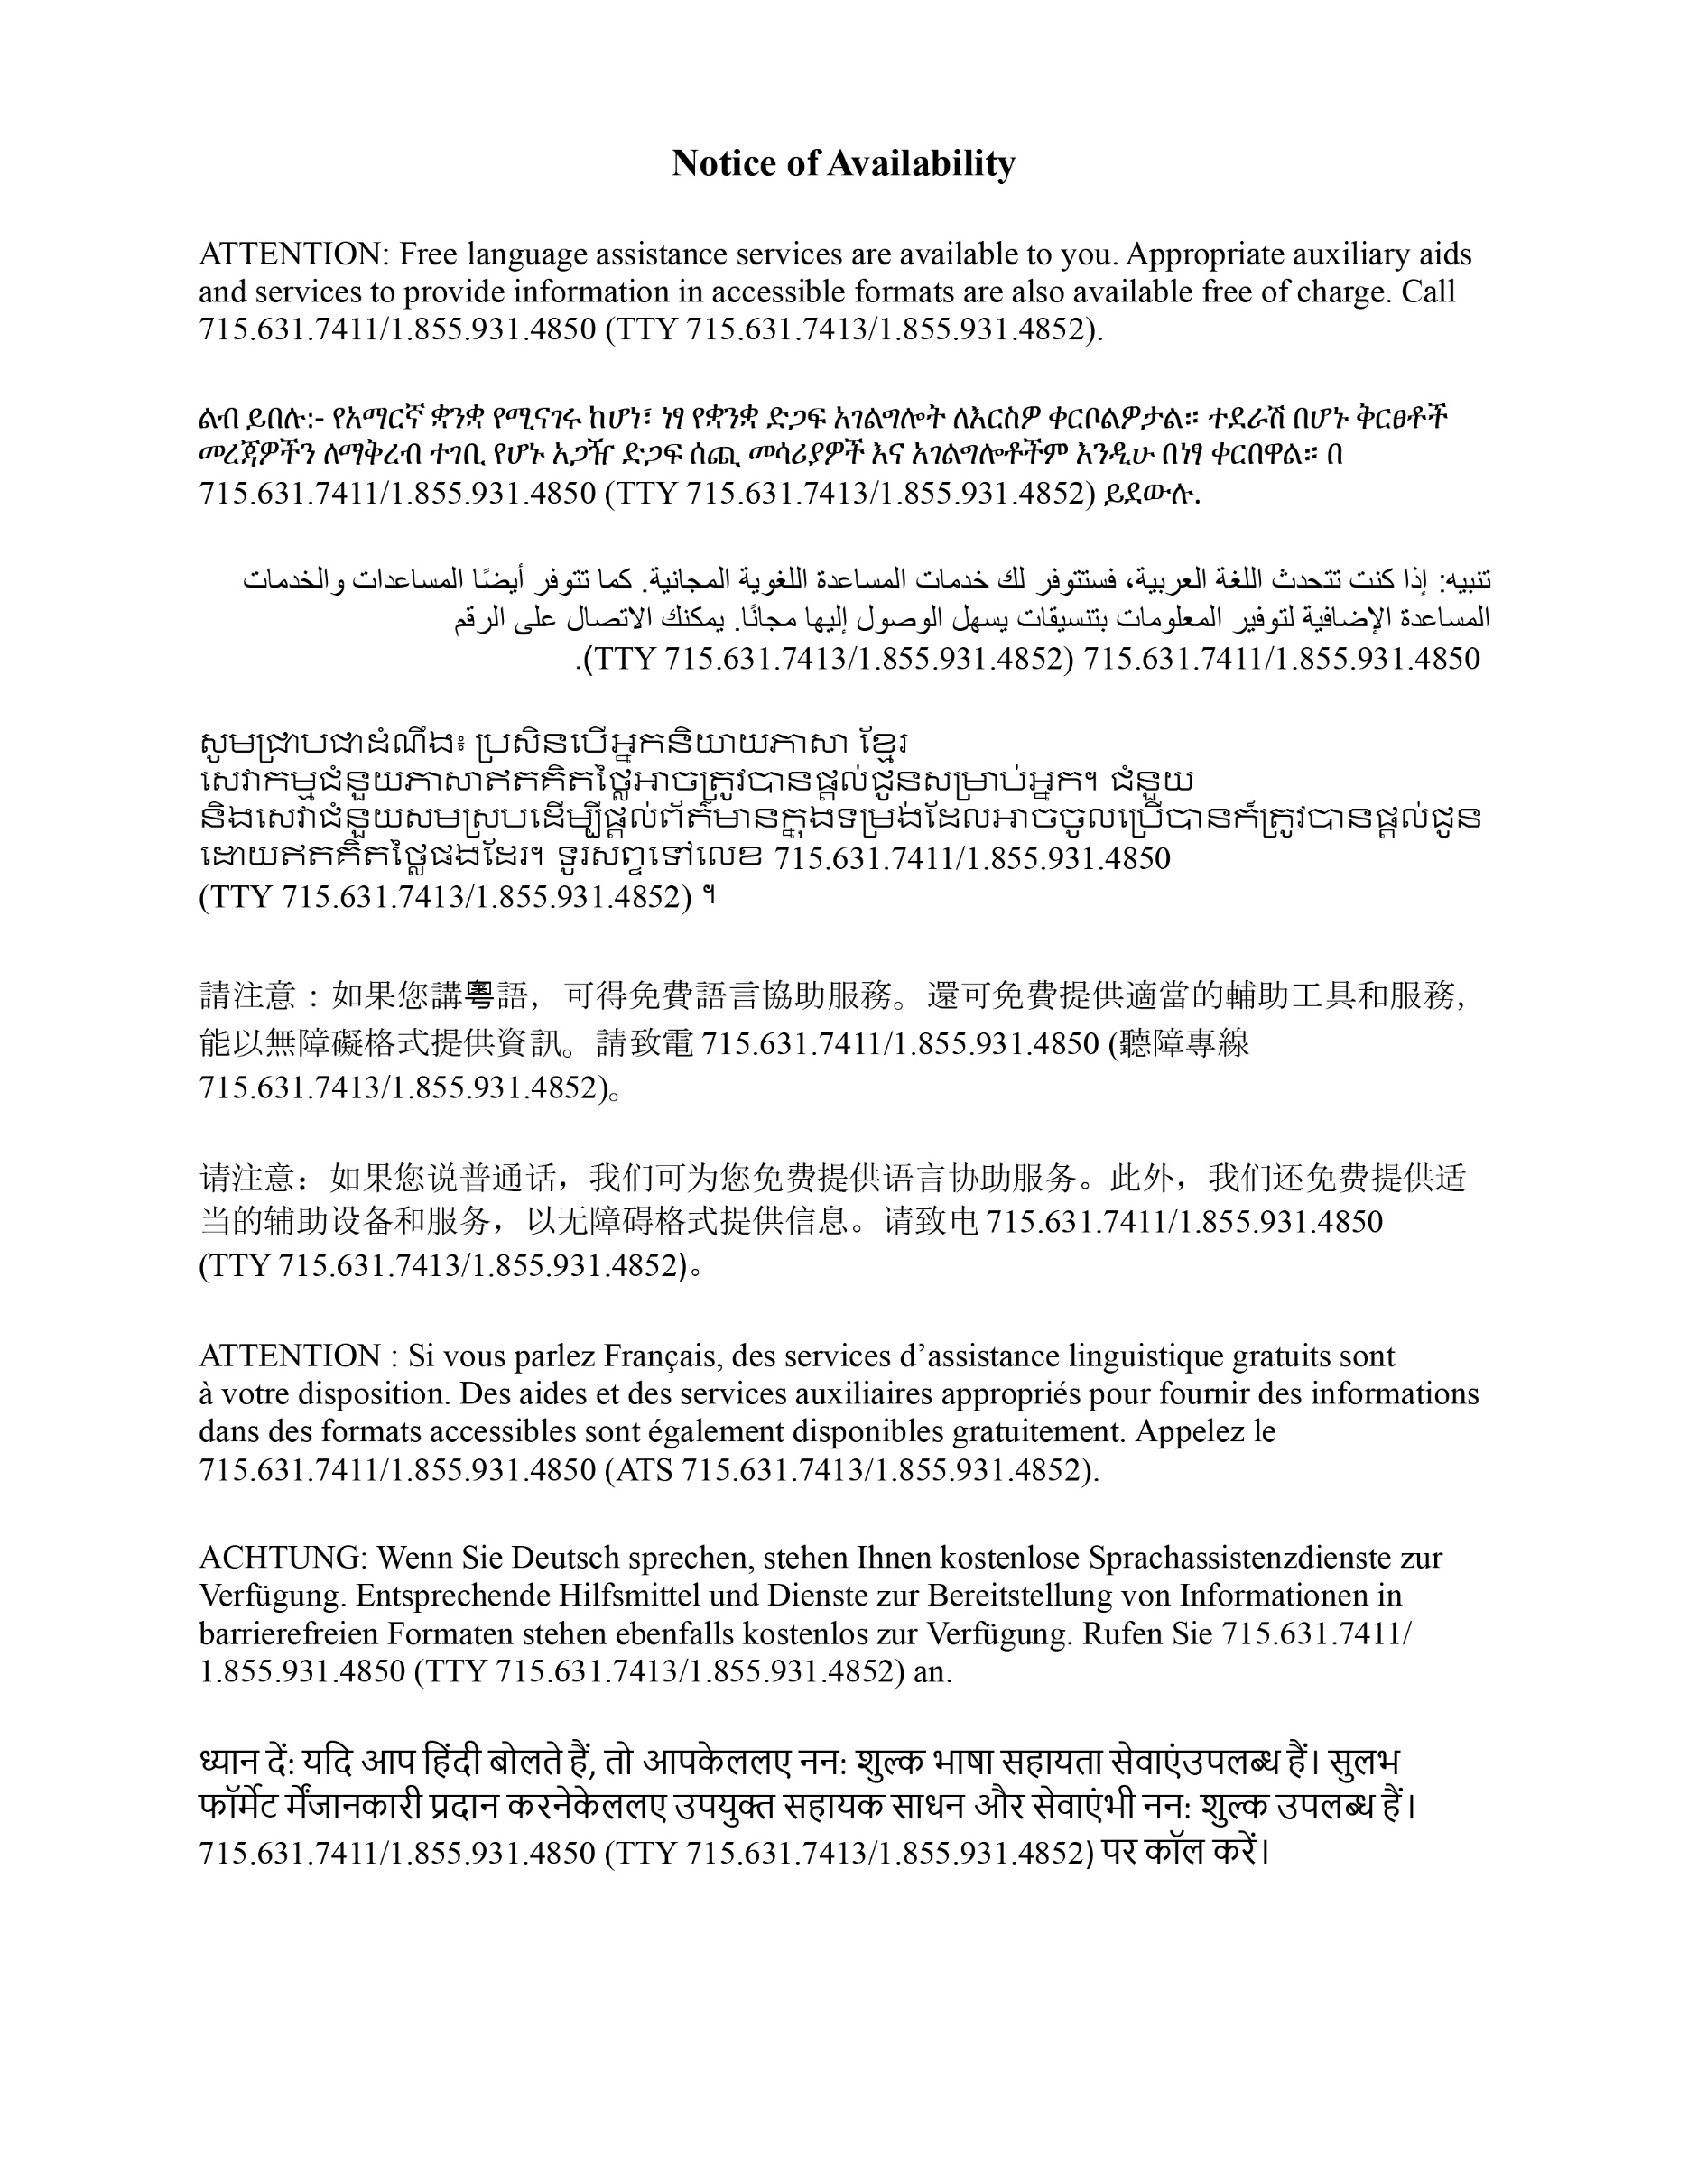 Notice of Availability
ATTENTION: Free language assistance services are available to you. Appropriate auxiliary aids
and services to provide information in accessible formats are also available free of charge. Call
715.631.7411/1.855.931.4850 (TTY 715.631.7413/1.855.931.4852).
ልብ ይበሉ:- የአማርኛ ቋንቋ የሚናገሩ ከሆነ፣ ነፃ የቋንቋ ድጋፍ አገልግሎት ለእርስዎ ቀርቦልዎታል። ተደራሽ በሆኑ ቅርፀቶች
መረጃዎችን ለማቅረብ ተገቢ የሆኑ አጋዥ ድጋፍ ሰጪ መሳሪያዎች እና አገልግሎቶችም እንዲሁ በነፃ ቀርበዋል። በ
715.631.7411/1.855.931.4850 (TTY 715.631.7413/1.855.931.4852) ይደውሉ.
تنبيه: إذا كنت تتحدث اللغة العربية، فستتوفر لك خدمات المساعدة اللغوية المجانية. كما تتوفر أيضًا المساعدات والخدمات
المساعدة الإضافية لتوفير المعلومات بتنسيقات يسهل الوصول إليها مجانًا. يمكنك الاتصال على الرقم
715.631.7411/1.855.931.4850 (TTY 715.631.7413/1.855.931.4852).
សូមជ្រាបជាដំណឹង៖ ប្រសិនបើអ្នកនិយាយភាសា ខ្មែរ
សេវាកម្មជំនួយភាសាឥតគិតថ្លៃអាចត្រូវបានផ្តល់ជូនសម្រាប់អ្នក។ ជំនួយ
និងសេវាជំនួយសមស្របដើម្បីផ្តល់ព័ត៌មានក្នុងទម្រង់ដែលអាចចូលប្រើបានក៏ត្រូវបានផ្តល់ជូន
ដោយឥតគិតថ្លៃផងដែរ។ ទូរសព្ទទៅលេខ 715.631.7411/1.855.931.4850
(TTY 715.631.7413/1.855.931.4852) ។
請注意：如果您講粵語，可得免費語言協助服務。還可免費提供適當的輔助工具和服務，
能以無障礙格式提供資訊。請致電 715.631.7411/1.855.931.4850 (聽障專線
715.631.7413/1.855.931.4852)。
请注意：如果您说普通话，我们可为您免费提供语言协助服务。此外，我们还免费提供适
当的辅助设备和服务，以无障碍格式提供信息。请致电 715.631.7411/1.855.931.4850
(TTY 715.631.7413/1.855.931.4852)。
ATTENTION : Si vous parlez Français, des services d’assistance linguistique gratuits sont
à votre disposition. Des aides et des services auxiliaires appropriés pour fournir des informations
dans des formats accessibles sont également disponibles gratuitement. Appelez le
715.631.7411/1.855.931.4850 (ATS 715.631.7413/1.855.931.4852).
ACHTUNG: Wenn Sie Deutsch sprechen, stehen Ihnen kostenlose Sprachassistenzdienste zur
Verfügung. Entsprechende Hilfsmittel und Dienste zur Bereitstellung von Informationen in
barrierefreien Formaten stehen ebenfalls kostenlos zur Verfügung. Rufen Sie 715.631.7411/
1.855.931.4850 (TTY 715.631.7413/1.855.931.4852) an.
ध्यान दें: यदि आप हिंदी बोलते हैं, तो आपकेललए ननः शुल्क भाषा सहायता सेवाएंउपलब्ध हैं। सुलभ
फॉर्मेट र्मेंजानकारी प्रदान करनेकेललए उपयुक्त सहायक साधन और सेवाएंभी ननः शुल्क उपलब्ध हैं।
715.631.7411/1.855.931.4850 (TTY 715.631.7413/1.855.931.4852) पर कॉल करें।